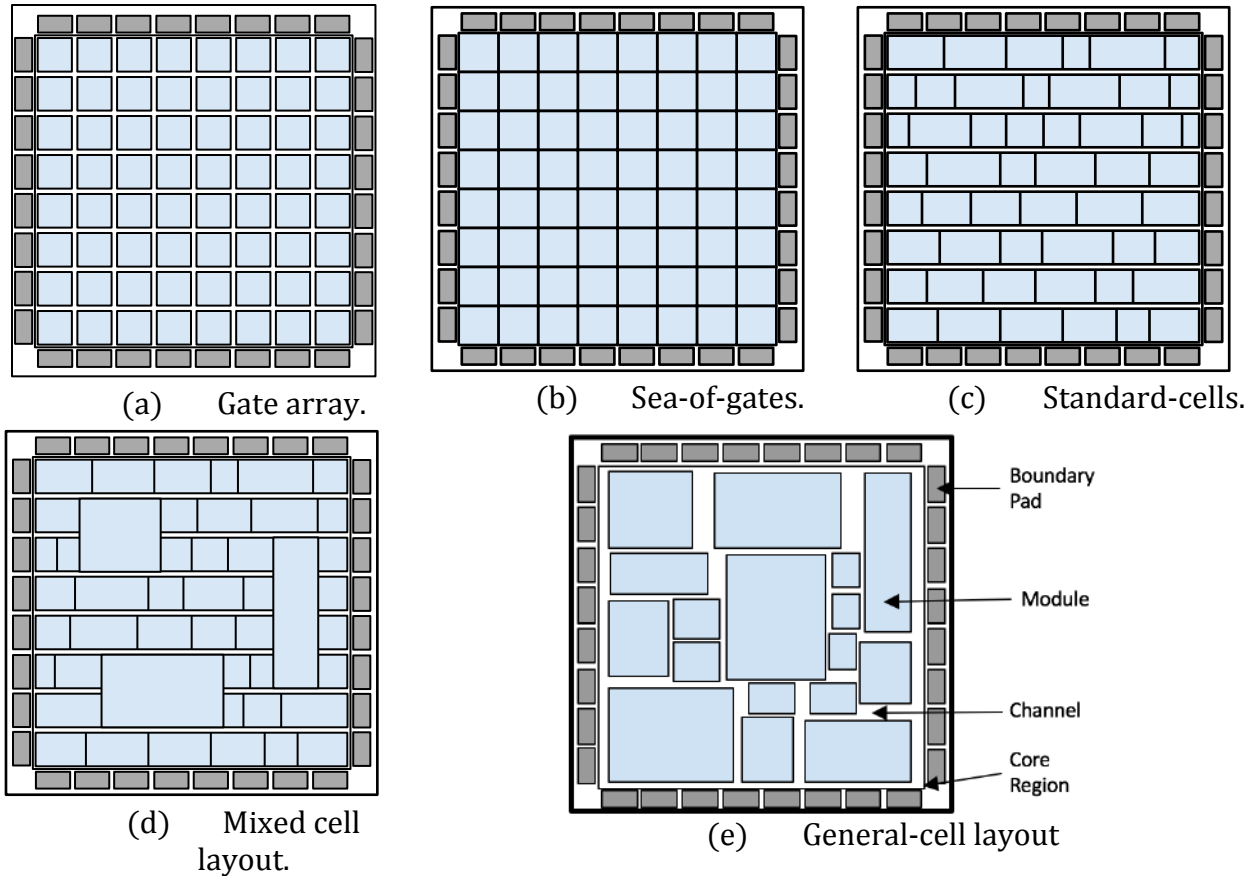 (a) Gate array.
(b) Sea-of-gates.
(c) Standard-cells.
Boundary
Pad
Module
Channel
Core
Region
(d) Mixed cell
layout.
(e) General-cell layout